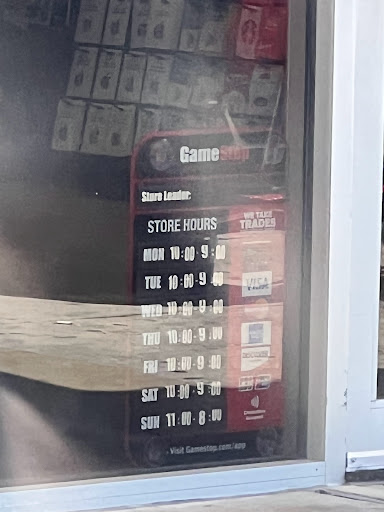 GameStop
Store Leader:
STORE HOURS
WE TAKE
TRADES
MON 10:00-9:00
TUE 10:00-9:00
VISA
WED 10:00-9:00
THU 10:00-9:00
DISCOVER
FRI 10:00-9:00
SAT 10:00-9:00
SUN 11:00-8:00
Visit Gamestop.com/app